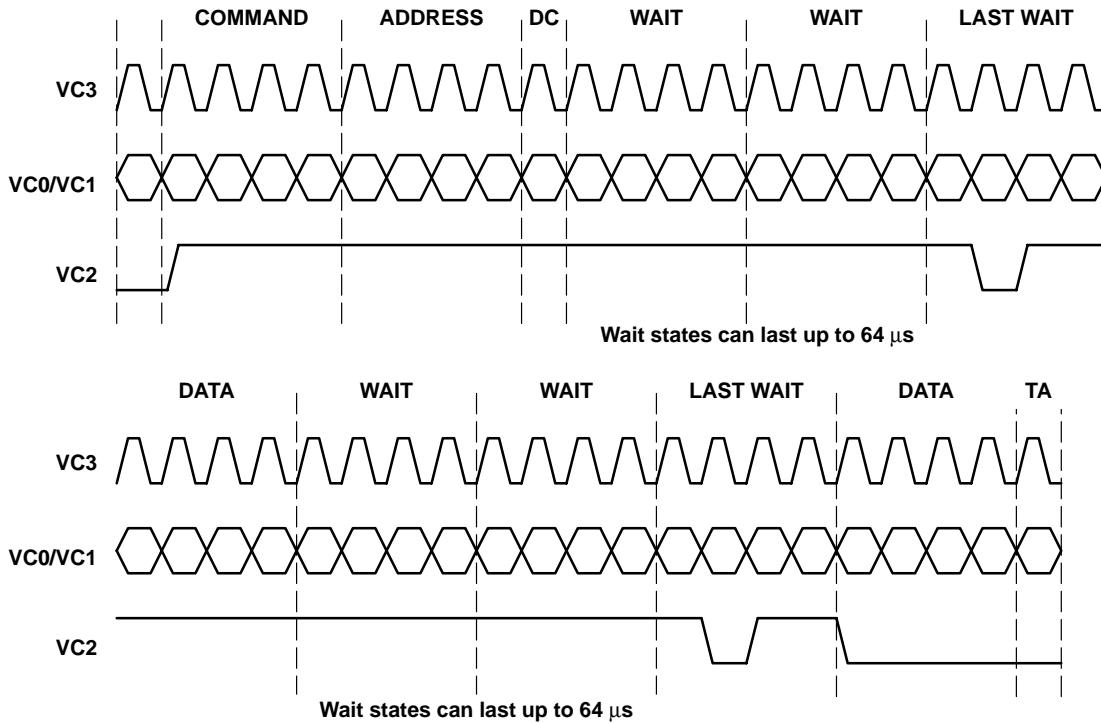 COMMAND ADDRESS DC WAIT WAIT LAST WAIT
VC3
VC0/VC1
VC2
Wait states can last up to 64 μs
DATA WAIT WAIT LAST WAIT DATA TA
VC3
VC0/VC1
VC2
Wait states can last up to 64 μs